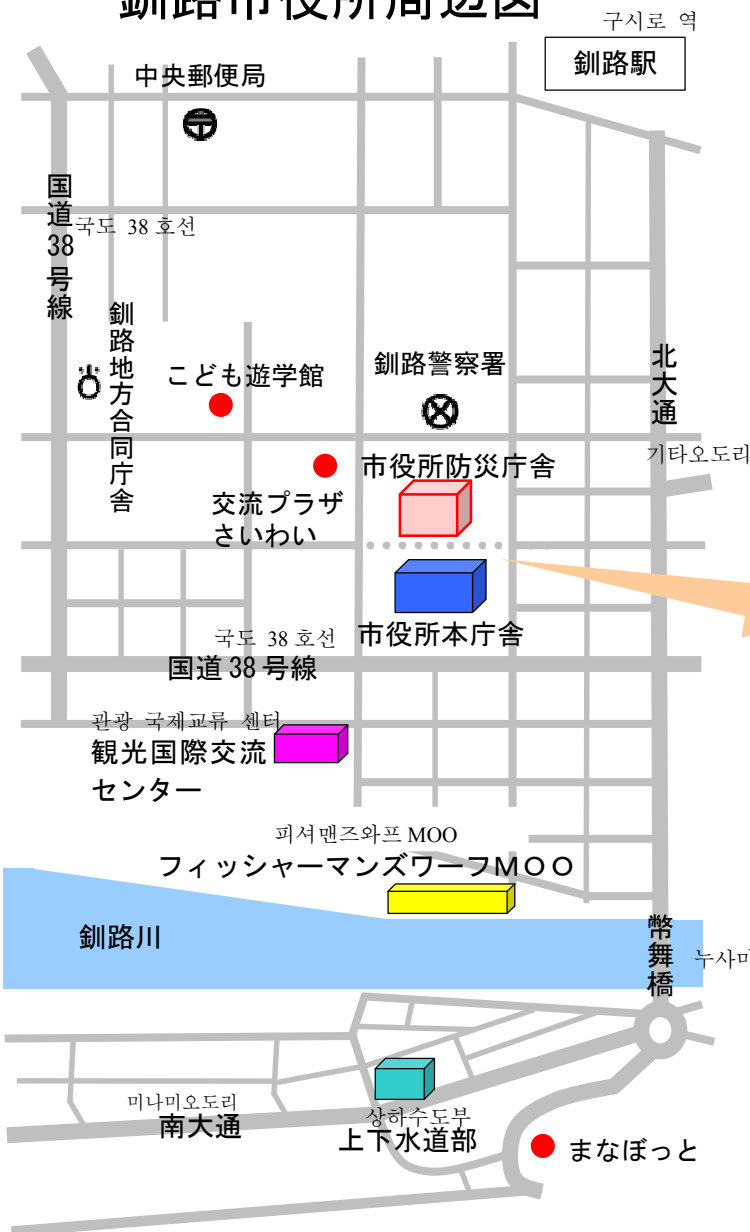 釧路市役所周辺図
구시로 역
釧路駅
中央郵便局
国道38号線
국도 38 호선
釧路地方合同庁舎
こども遊学館
釧路警察署
北大通
기타오도리
市役所防災庁舎
交流プラザ
さいわい
市役所本庁舎
국도 38 호선
国道38号線
관광 국제교류 센터
観光国際交流
センター
피셔맨즈와프 MOO
フィッシャーマンズワーフＭＯＯ
釧路川
幣舞橋
누사마
미나미오도리
南大通
상하수도부
上下水道部
まなぼっと